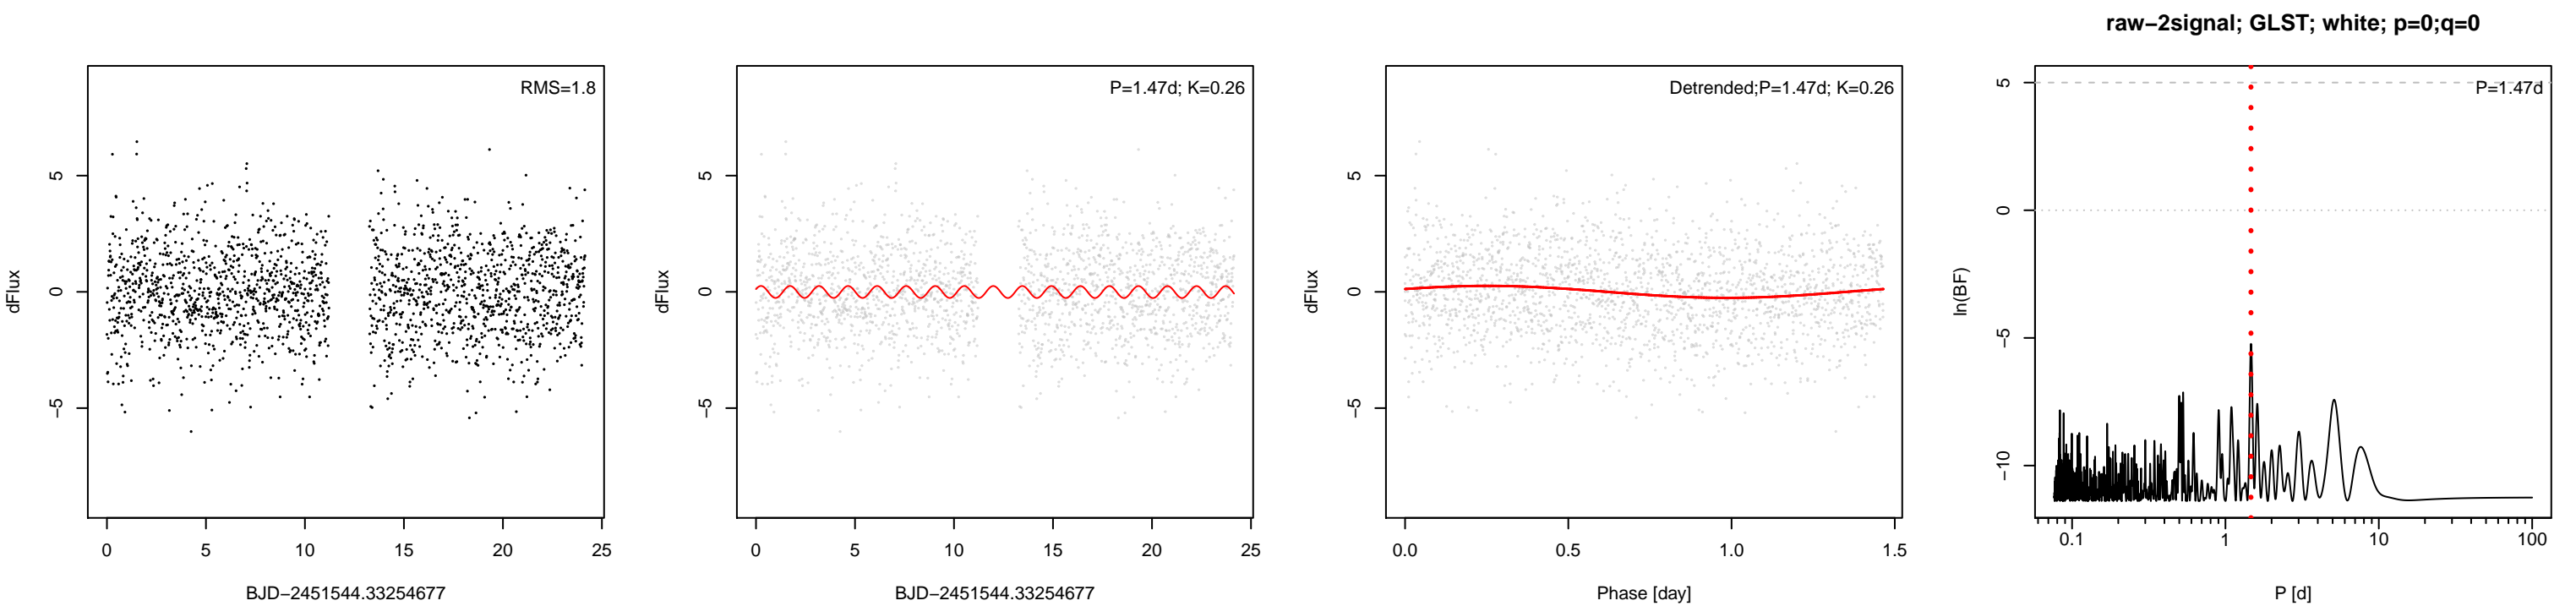 raw−2signal; GLST; white; p=0;q=0
RMS=1.8
dFlux
5
0
−5
0 5 10 15 20 25
BJD−2451544.33254677
P=1.47d; K=0.26
dFlux
5
0
−5
0 5 10 15 20 25
BJD−2451544.33254677
Detrended;P=1.47d; K=0.26
dFlux
5
0
−5
0.0 0.5 1.0 1.5
Phase [day]
P=1.47d
ln(BF)
5
0
−5
−10
0.1 1 10 100
P [d]